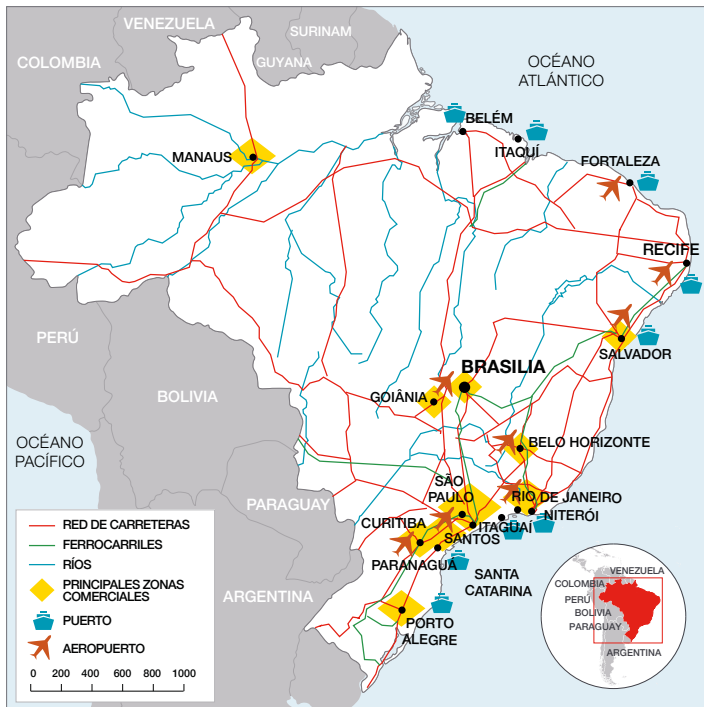 VENEZUELA
SURINAM
COLOMBIA
GUYANA
OCÉANO
ATLÁNTICO
BELÉM
ITAQUÍ
MANAUS
FORTALEZA
RECIFE
PERÚ
SALVADOR
BRASILIA
GOIÂNIA
BOLIVIA
OCÉANO
PACÍFICO
BELO HORIZONTE
SÃO
PAULO
RIO DE JANEIRO
PARAGUAY
NITERÓI
ITAGUAÍ
CURITIBA
SANTOS
PARANAGUÁ
SANTA
CATARINA
ARGENTINA
PORTO
ALEGRE
RED DE CARRETERAS
FERROCARRILES
RÍOS
PRINCIPALES ZONAS
COMERCIALES
PUERTO
AEROPUERTO
0 200 400 600 800 1000
VENEZUELA
COLOMBIA
PERÚ
BOLIVIA
PARAGUAY
ARGENTINA